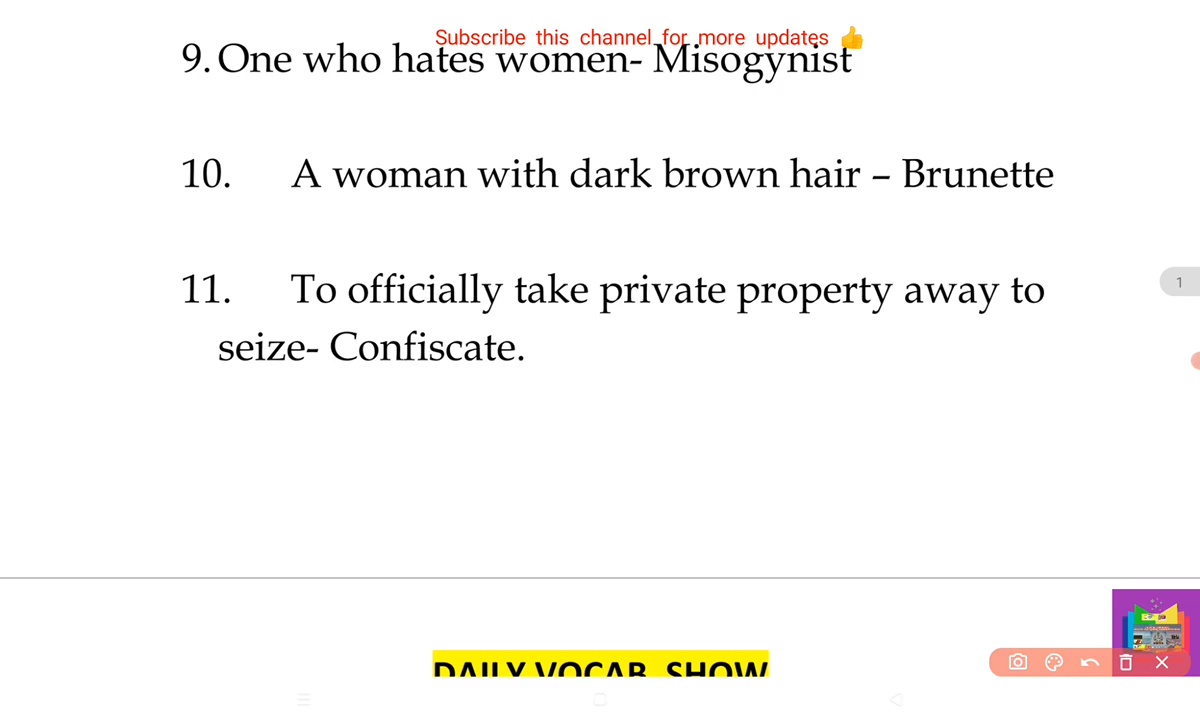 Subscribe this channel for more updates 👍
9. One who hates women- Misogynist
10. A woman with dark brown hair – Brunette
11. To officially take private property away to
seize- Confiscate.
1
DAILY VOCAB SHOW